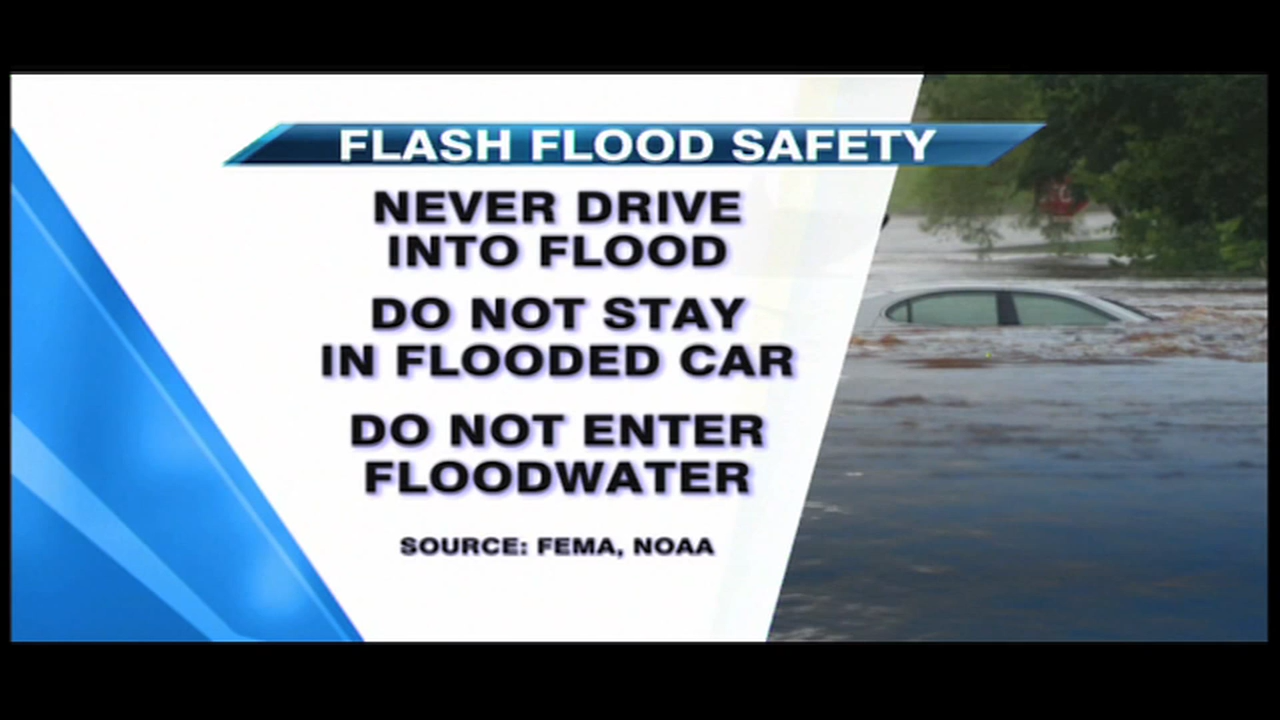 FLASH FLOOD SAFETY
NEVER DRIVE
INTO FLOOD
DO NOT STAY
IN FLOODED CAR
DO NOT ENTER
FLOODWATER
SOURCE: FEMA, NOAA